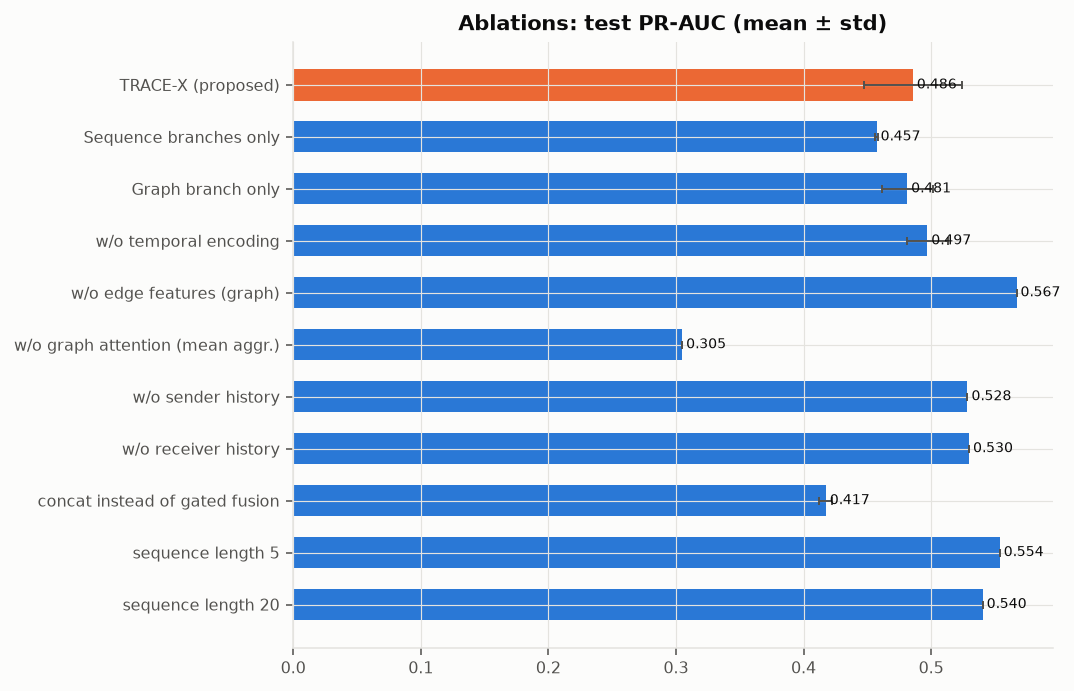 Ablations: test PR-AUC (mean ± std)
TRACE-X (proposed) 0.486
Sequence branches only 0.457
Graph branch only 0.481
w/o temporal encoding 0.497
w/o edge features (graph) 0.567
w/o graph attention (mean aggr.) 0.305
w/o sender history 0.528
w/o receiver history 0.530
concat instead of gated fusion 0.417
sequence length 5 0.554
sequence length 20 0.540
0.0 0.1 0.2 0.3 0.4 0.5